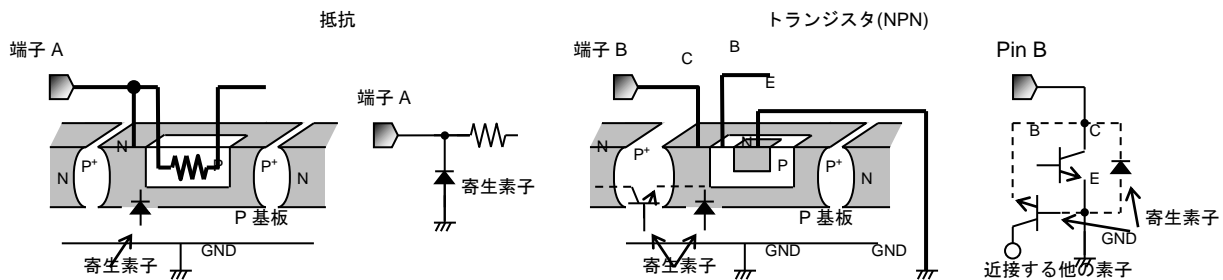 抵抗
トランジスタ(NPN)
端子 A
端子 B
C
B
E
Pin B
端子 A
N
P+
P
P+
N
N
寄生素子
P 基板
GND
寄生素子
N
P+
N
N
P
P+
N
P 基板
GND
GND
寄生素子
B
C
E
寄生素子
GND
近接する他の素子